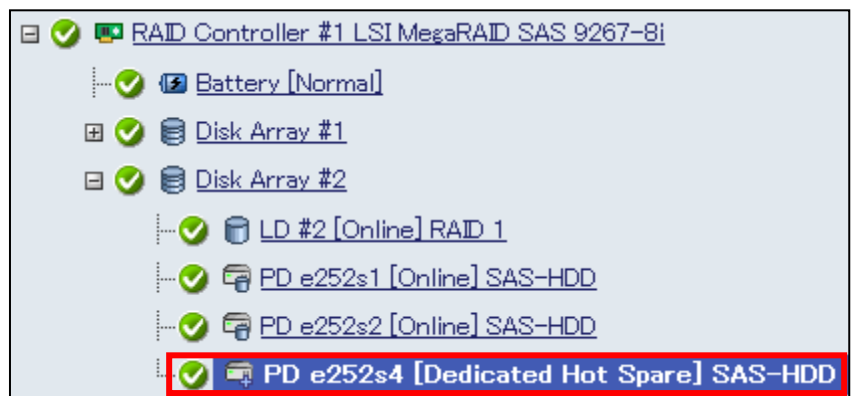 RAID Controller #1 LSI MegaRAID SAS 9267-8i
Battery [Normal]
Disk Array #1
Disk Array #2
LD #2 [Online] RAID 1
PD e252s1 [Online] SAS-HDD
PD e252s2 [Online] SAS-HDD
PD e252s4 [Dedicated Hot Spare] SAS-HDD